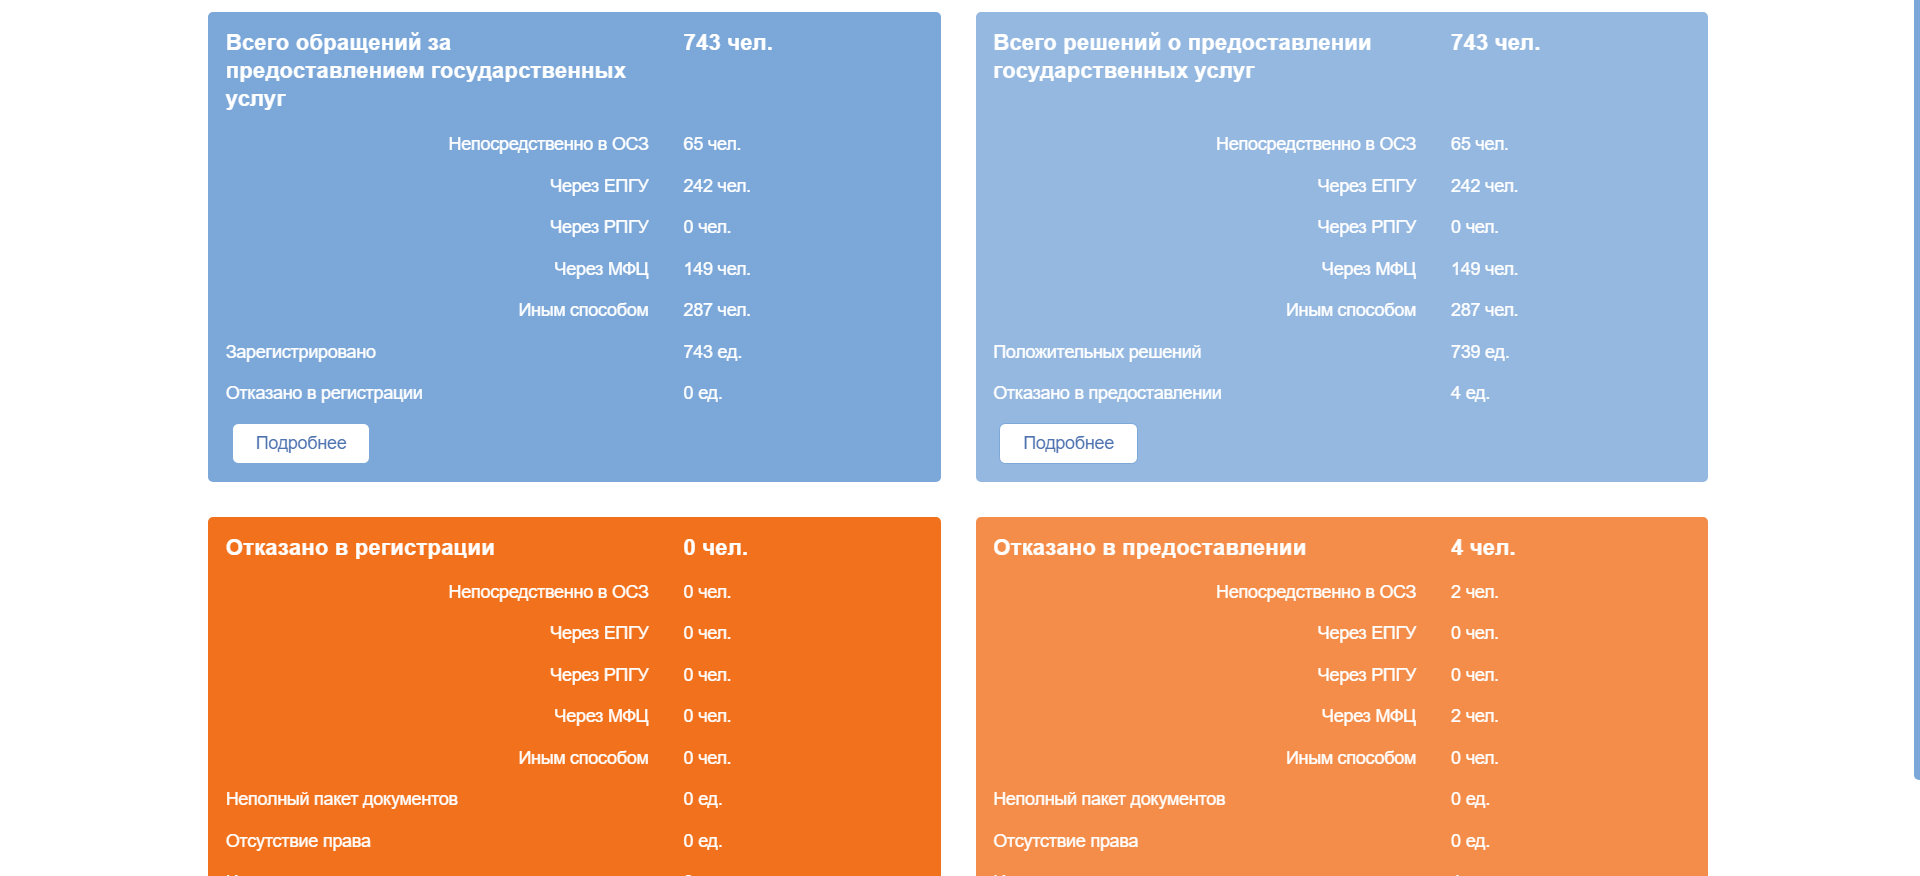 Всего обращений за 743 чел.
предоставлением государственных
услуг
Непосредственно в ОСЗ 65 чел.
Через ЕПГУ 242 чел.
Через РПГУ 0 чел.
Через МФЦ 149 чел.
Иным способом 287 чел.
Зарегистрировано 743 ед.
Отказано в регистрации 0 ед.
Подробнее
Всего решений о предоставлении 743 чел.
государственных услуг
Непосредственно в ОСЗ 65 чел.
Через ЕПГУ 242 чел.
Через РПГУ 0 чел.
Через МФЦ 149 чел.
Иным способом 287 чел.
Положительных решений 739 ед.
Отказано в предоставлении 4 ед.
Подробнее
Отказано в регистрации 0 чел.
Непосредственно в ОСЗ 0 чел.
Через ЕПГУ 0 чел.
Через РПГУ 0 чел.
Через МФЦ 0 чел.
Иным способом 0 чел.
Неполный пакет документов 0 ед.
Отсутствие права 0 ед.
Отказано в предоставлении 4 чел.
Непосредственно в ОСЗ 2 чел.
Через ЕПГУ 0 чел.
Через РПГУ 0 чел.
Через МФЦ 2 чел.
Иным способом 0 чел.
Неполный пакет документов 0 ед.
Отсутствие права 0 ед.